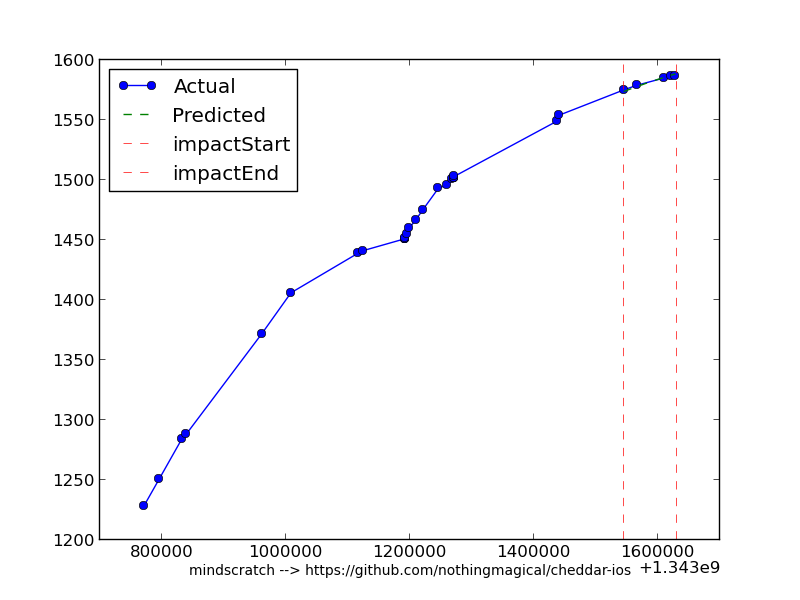 1600
1550
1500
1450
1400
1350
1300
1250
1200
Actual
Predicted
impactStart
impactEnd
800000 1000000 1200000 1400000 1600000
mindscratch --> https://github.com/nothingmagical/cheddar-ios +1.343e9